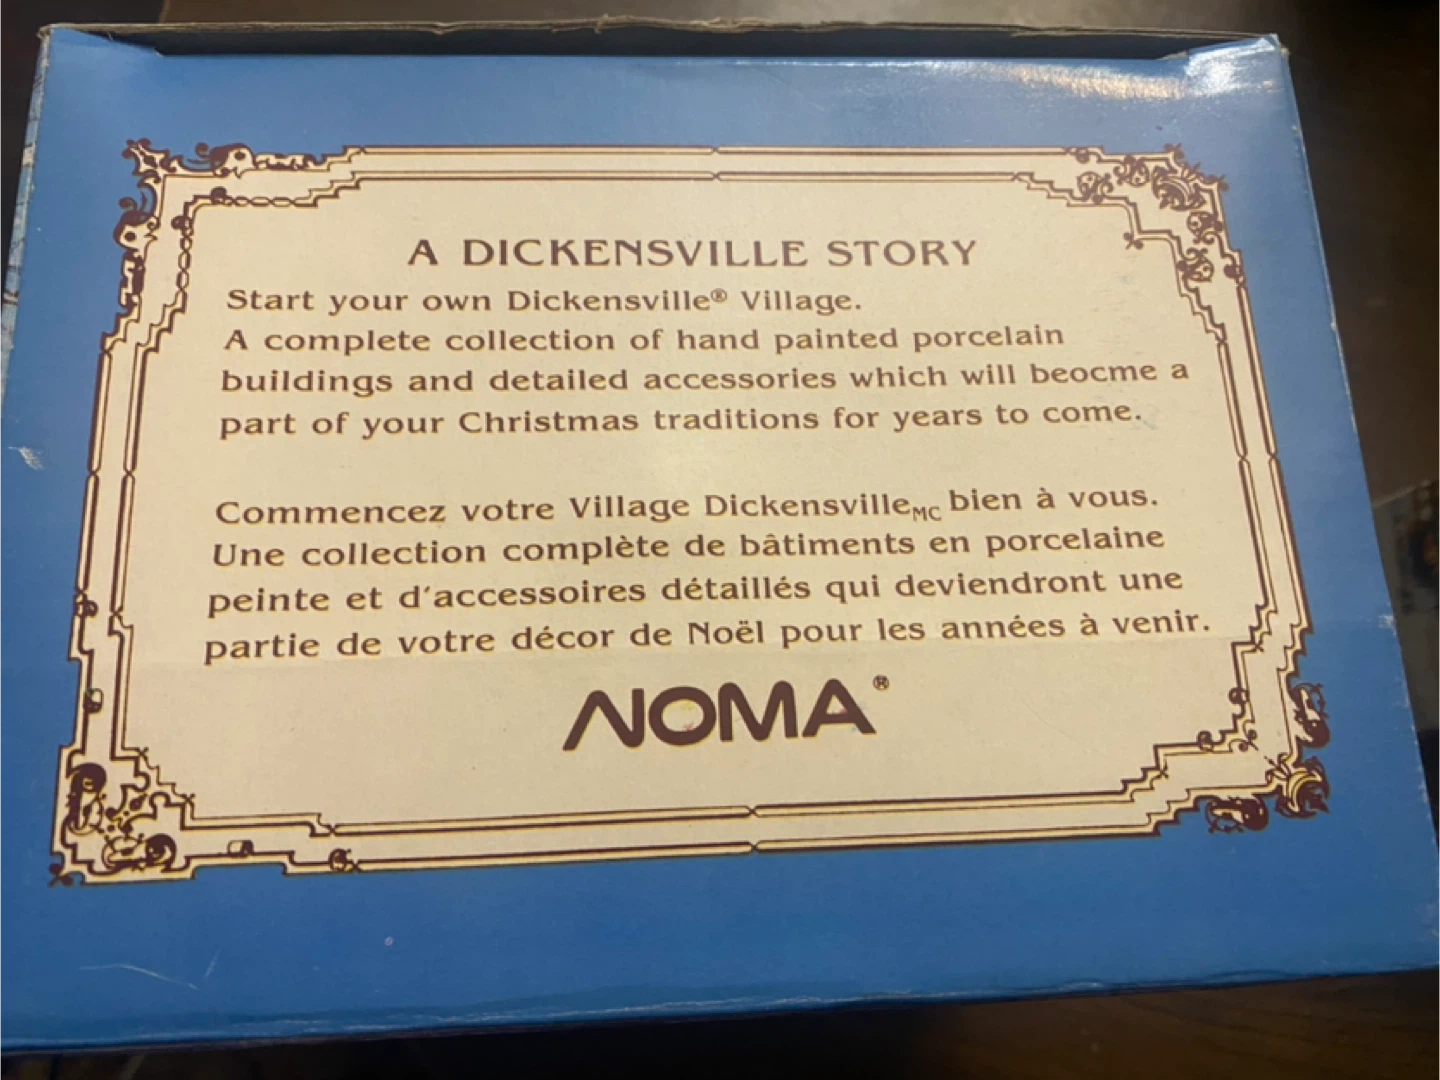 A DICKENSVILLE STORY
Start your own Dickensville® Village.
A complete collection of hand painted porcelain
buildings and detailed accessories which will beocme a
part of your Christmas traditions for years to come.
Commencez votre Village Dickensville MC bien à vous.
Une collection complète de bâtiments en porcelaine
peinte et d'accessoires détaillés qui deviendront une
partie de votre décor de Noël pour les années à venir.
NOMA®